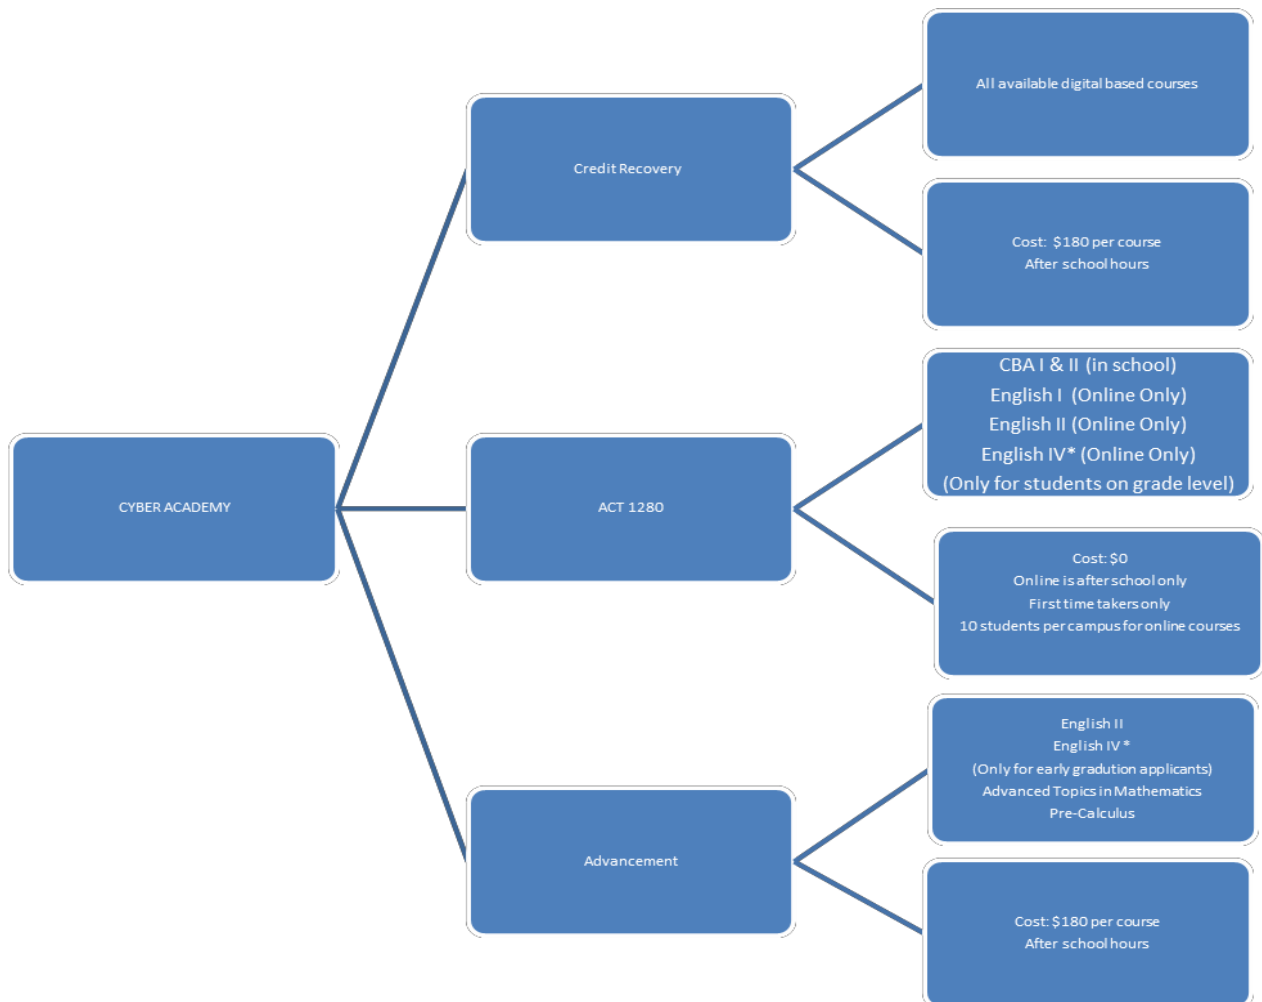 CYBER ACADEMY
Credit Recovery
All available digital based courses
Cost: $180 per course
After school hours
ACT 1280
CBA I & II (in school)
English I (Online Only)
English II (Online Only)
English IV* (Online Only)
(Only for students on grade level)
Cost: $0
Online is after school only
First time takers only
10 students per campus for online courses
Advancement
English II
English IV *
(Only for early gradution applicants)
Advanced Topics in Mathematics
Pre-Calculus
Cost: $180 per course
After school hours